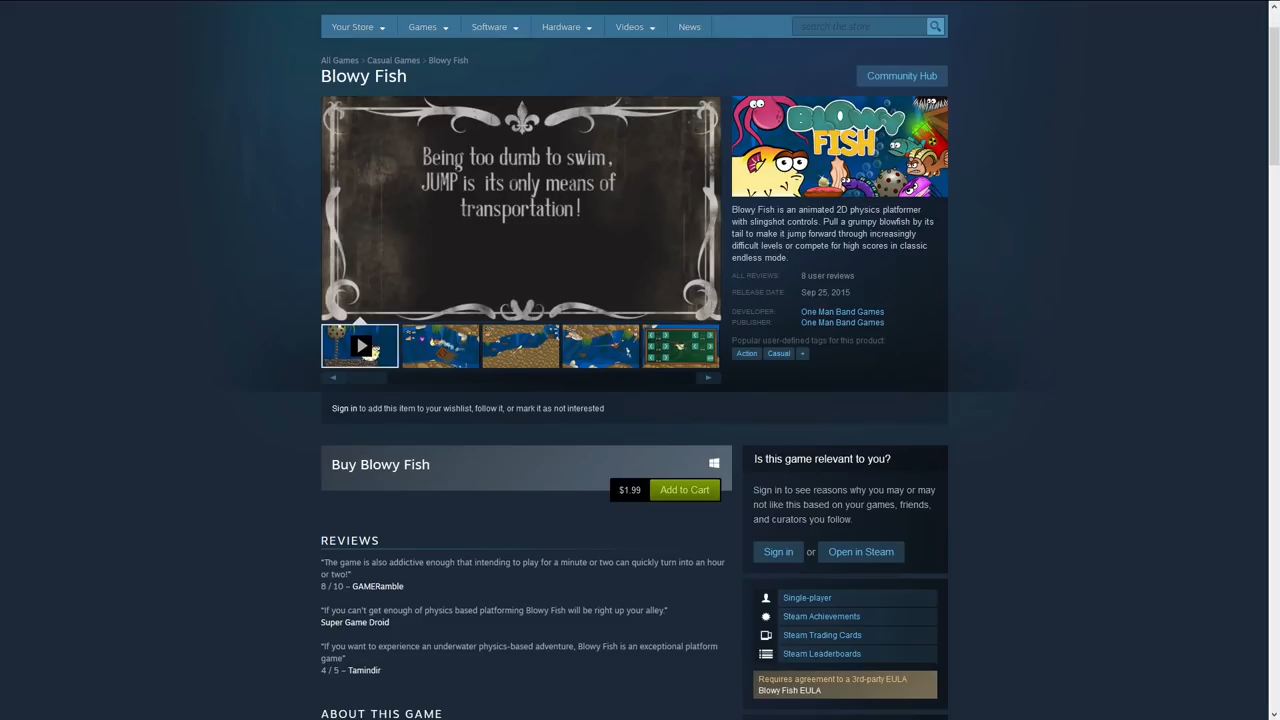 Your Store
Games
Software
Hardware
Videos
News
search the store
All Games > Casual Games > Blowy Fish
Blowy Fish
Community Hub
Being too dumb to swim,
JUMP is its only means of
transportation!
BLOWY
FISH
Blowy Fish is an animated 2D physics platformer
with slingshot controls. Pull a grumpy blowfish by its
tail to make it jump forward through increasingly
difficult levels or compete for high scores in classic
endless mode.
ALL REVIEWS: 8 user reviews
RELEASE DATE: Sep 25, 2015
DEVELOPER: One Man Band Games
PUBLISHER: One Man Band Games
Popular user-defined tags for this product:
Action Casual +
Sign in to add this item to your wishlist, follow it, or mark it as not interested
Buy Blowy Fish
$1.99 Add to Cart
Is this game relevant to you?
Sign in to see reasons why you may or may
not like this based on your games, friends,
and curators you follow.
Sign in or Open in Steam
REVIEWS
“The game is also addictive enough that intending to play for a minute or two can quickly turn into an hour
or two!”
8 / 10 – GAMERamble
“If you can't get enough of physics based platforming Blowy Fish will be right up your alley.”
Super Game Droid
“If you want to experience an underwater physics-based adventure, Blowy Fish is an exceptional platform
game”
4 / 5 – Tamindir
Single-player
Steam Achievements
Steam Trading Cards
Steam Leaderboards
Requires agreement to a 3rd-party EULA
Blowy Fish EULA
ABOUT THIS GAME